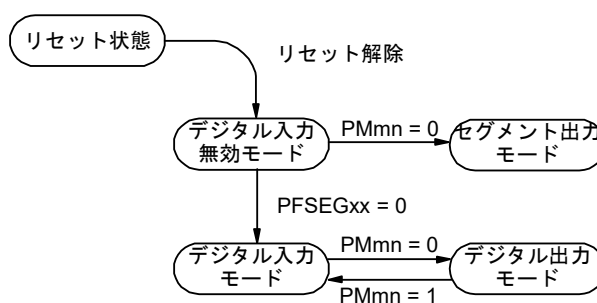 リセット状態
リセット解除
デジタル入力
無効モード
PMmn = 0
セグメント出力
モード
PFSEGxx = 0
デジタル入力
モード
PMmn = 0
デジタル出力
モード
PMmn = 1